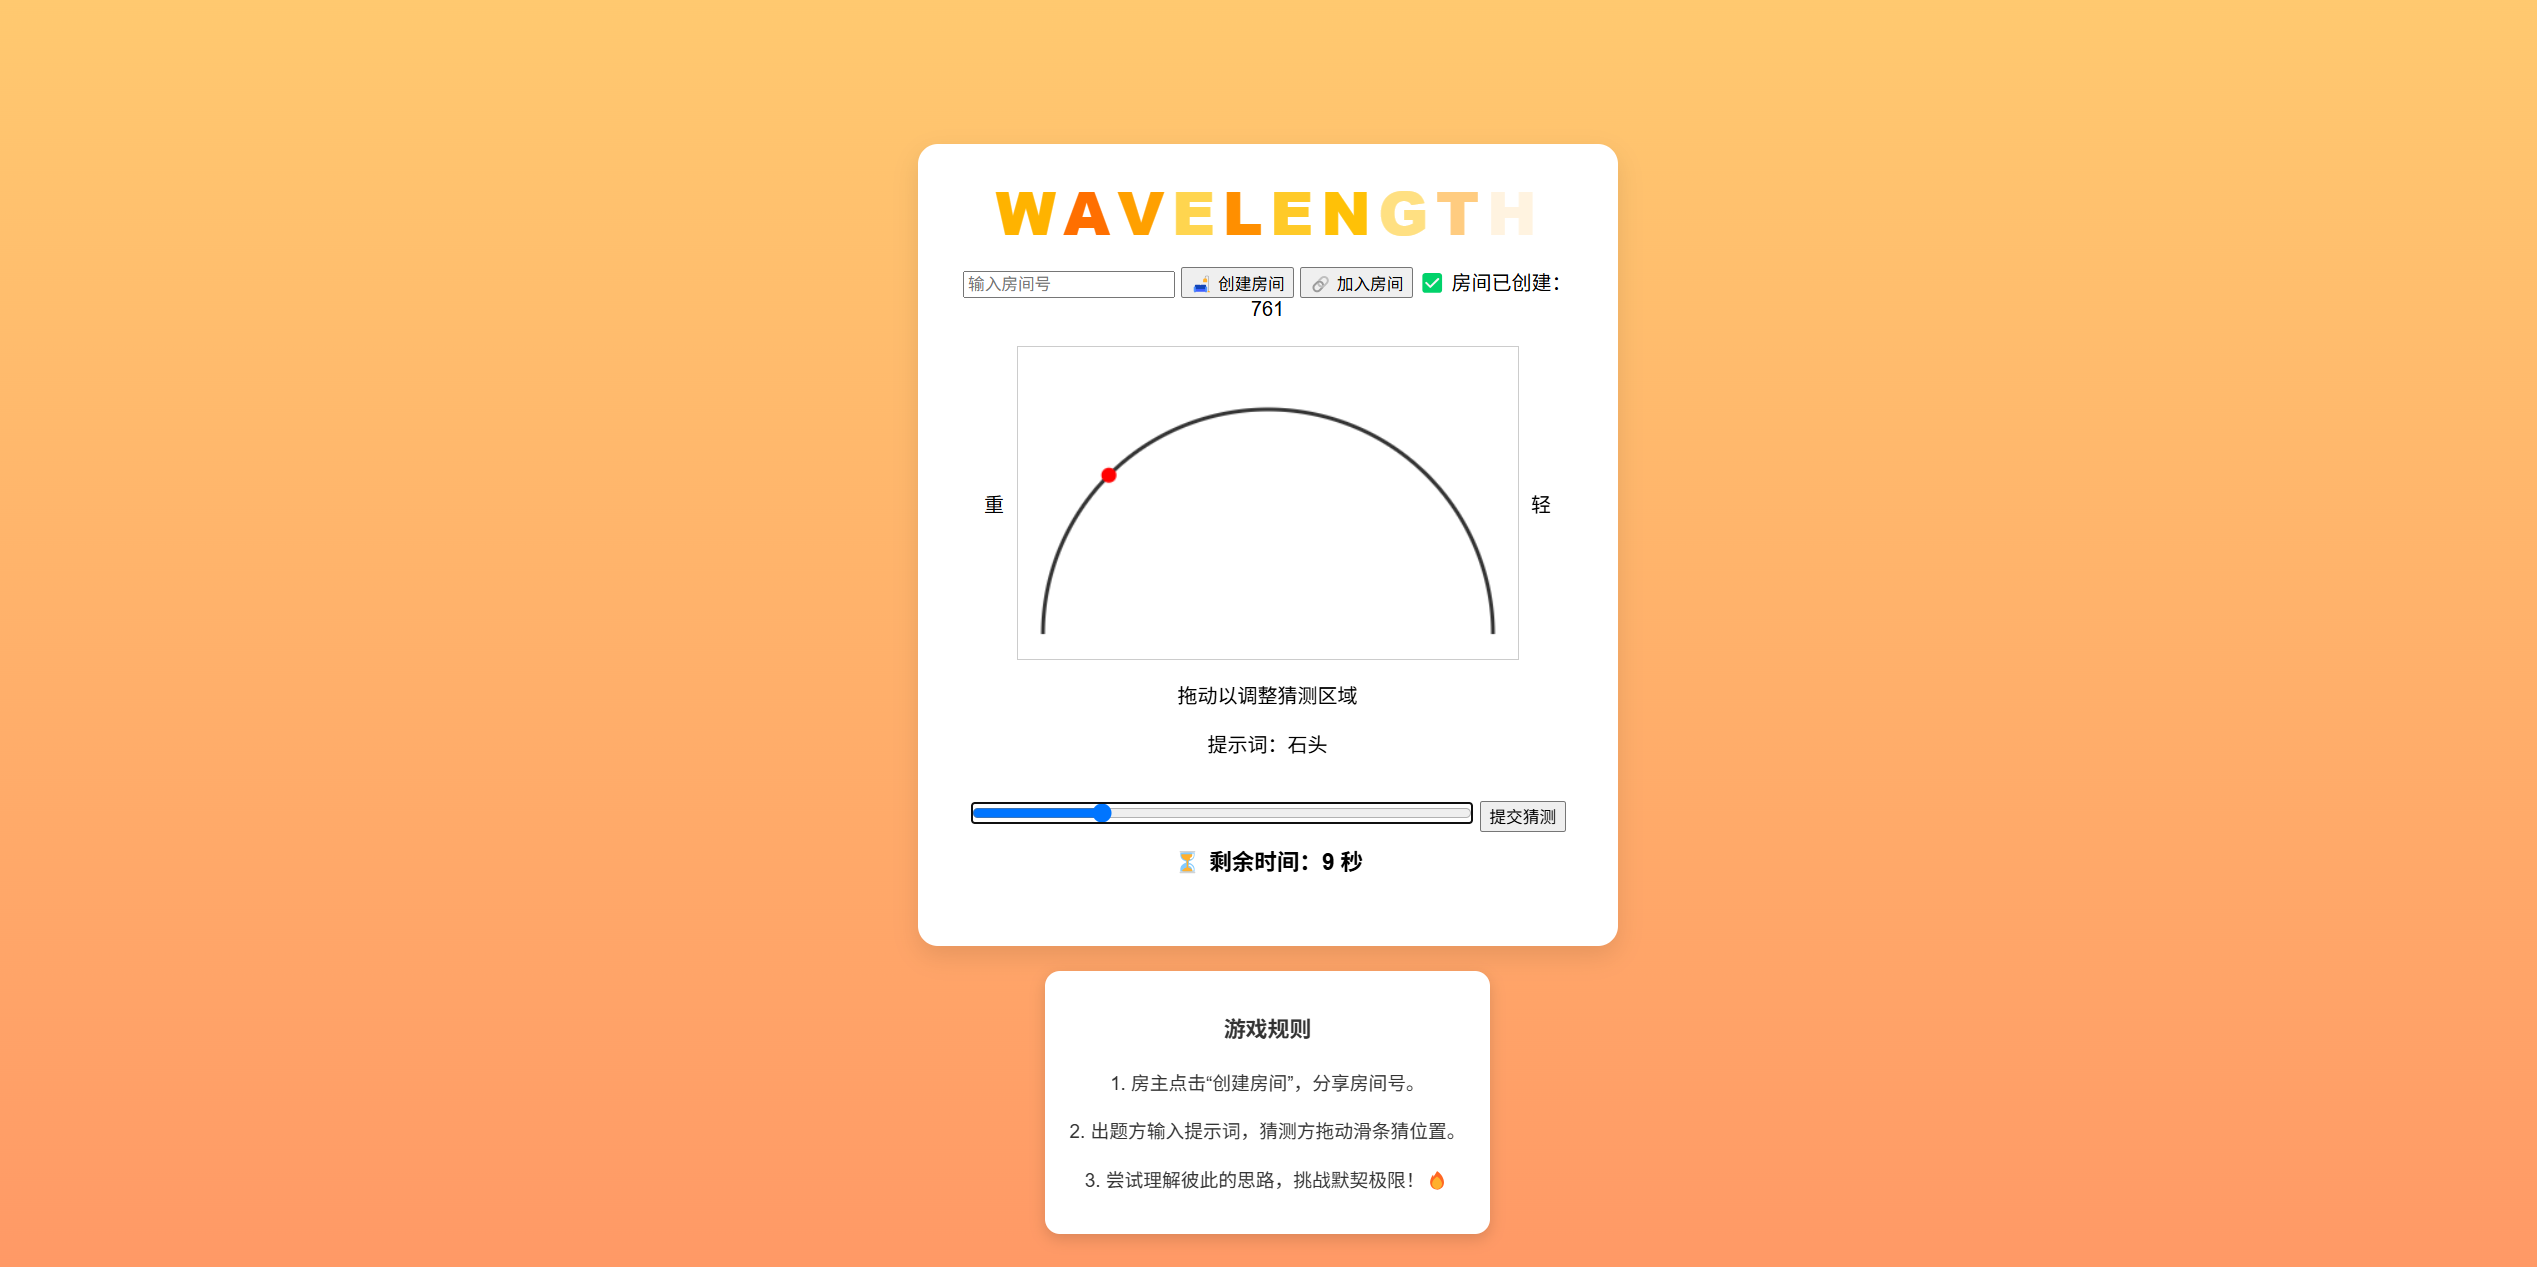 WAVELENGTH
输入房间号 🛋️ 创建房间 🔗 加入房间 ✅ 房间已创建：
761
重
轻
拖动以调整猜测区域
提示词：石头
提交猜测
⏳ 剩余时间：9 秒
游戏规则
1. 房主点击“创建房间”，分享房间号。
2. 出题方输入提示词，猜测方拖动滑条猜位置。
3. 尝试理解彼此的思路，挑战默契极限！🔥